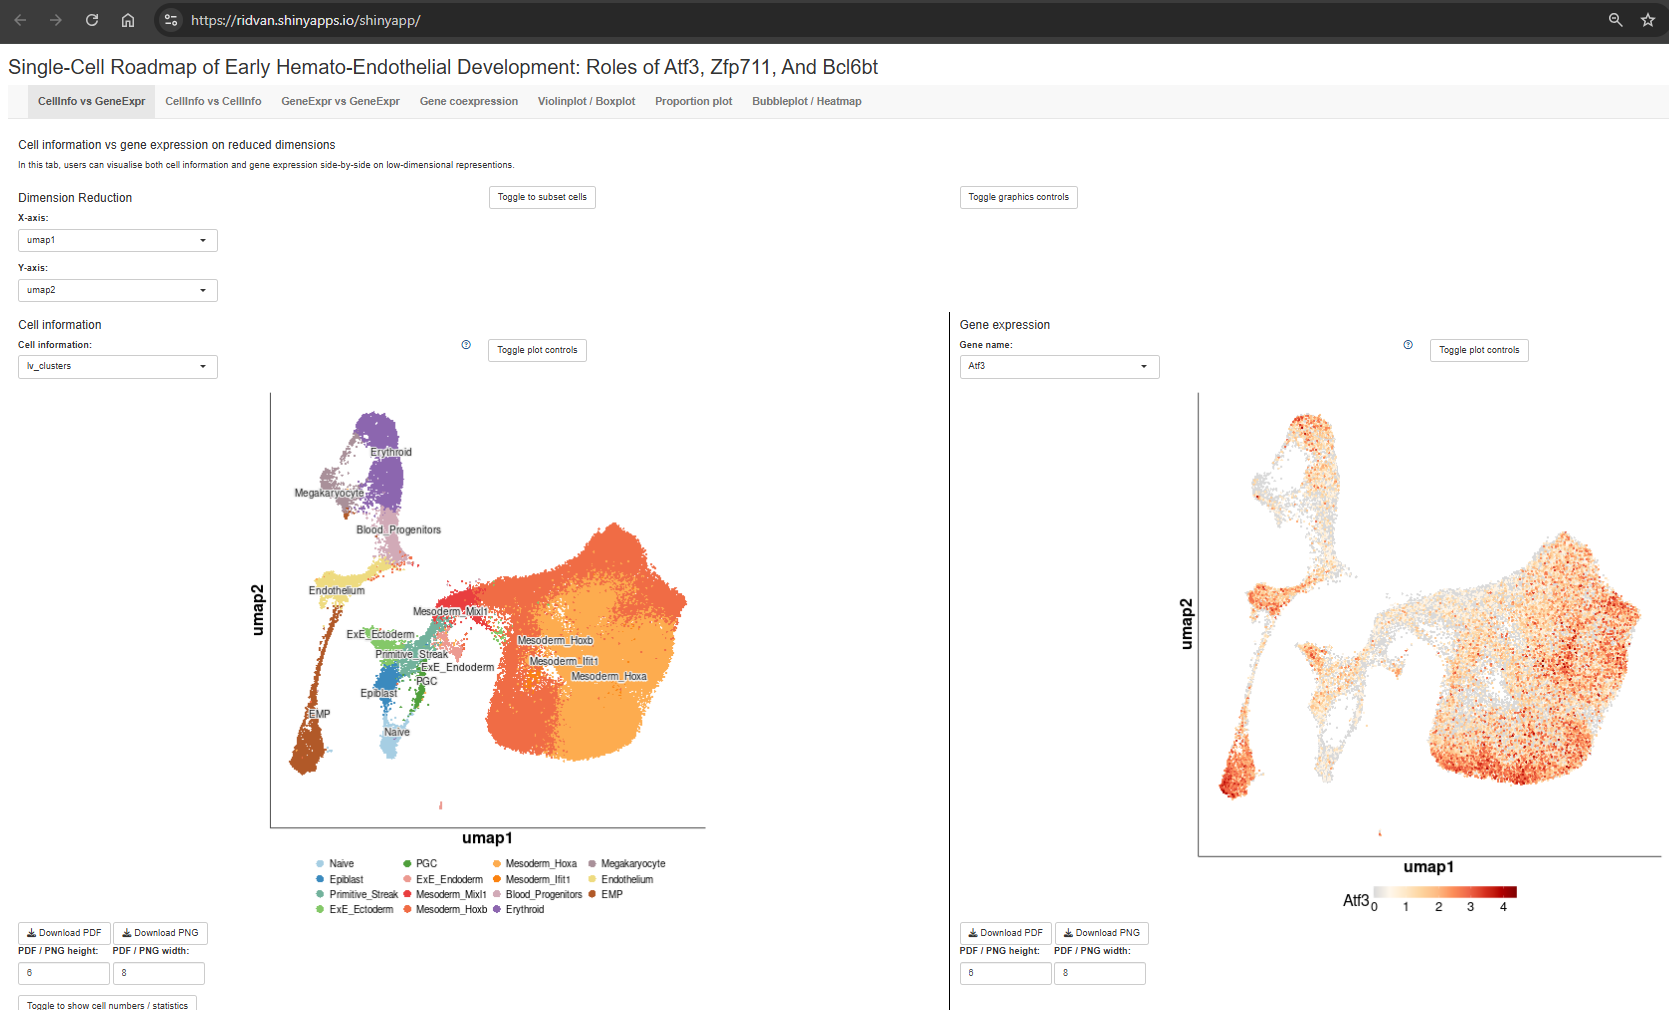 https://ridvan.shinyapps.io/shinyapp/
Single-Cell Roadmap of Early Hemato-Endothelial Development: Roles of Atf3, Zfp711, And Bcl6bt
CellInfo vs GeneExpr
CellInfo vs CellInfo
GeneExpr vs GeneExpr
Gene coexpression
Violinplot / Boxplot
Proportion plot
Bubbleplot / Heatmap
Cell information vs gene expression on reduced dimensions
In this tab, users can visualise both cell information and gene expression side-by-side on low-dimensional representions.
Dimension Reduction
Toggle to subset cells
Toggle graphics controls
X-axis:
umap1
Y-axis:
umap2
Cell information
Cell information:
lv_clusters
Toggle plot controls
Erythroid
Megakaryocyte
Blood_Progenitors
Endothelium
Mesoderm_Mixl1
ExE_Ectoderm
Mesoderm_Hoxb
Primitive_Streak
Mesoderm_Ifit1
ExE_Endoderm
Mesoderm_Hoxa
PGC
Epiblast
EMP
Naive
umap2
umap1
Naive
PGC
Mesoderm_Hoxa
Megakaryocyte
Epiblast
ExE_Endoderm
Mesoderm_Ifit1
Endothelium
Primitive_Streak
Mesoderm_Mixl1
Blood_Progenitors
EMP
ExE_Ectoderm
Mesoderm_Hoxb
Erythroid
Download PDF
Download PNG
PDF / PNG height:
PDF / PNG width:
6
8
Toggle to show cell numbers / statistics
Gene expression
Gene name:
Atf3
Toggle plot controls
umap2
umap1
Atf3
0 1 2 3 4
Download PDF
Download PNG
PDF / PNG height:
PDF / PNG width:
6
8